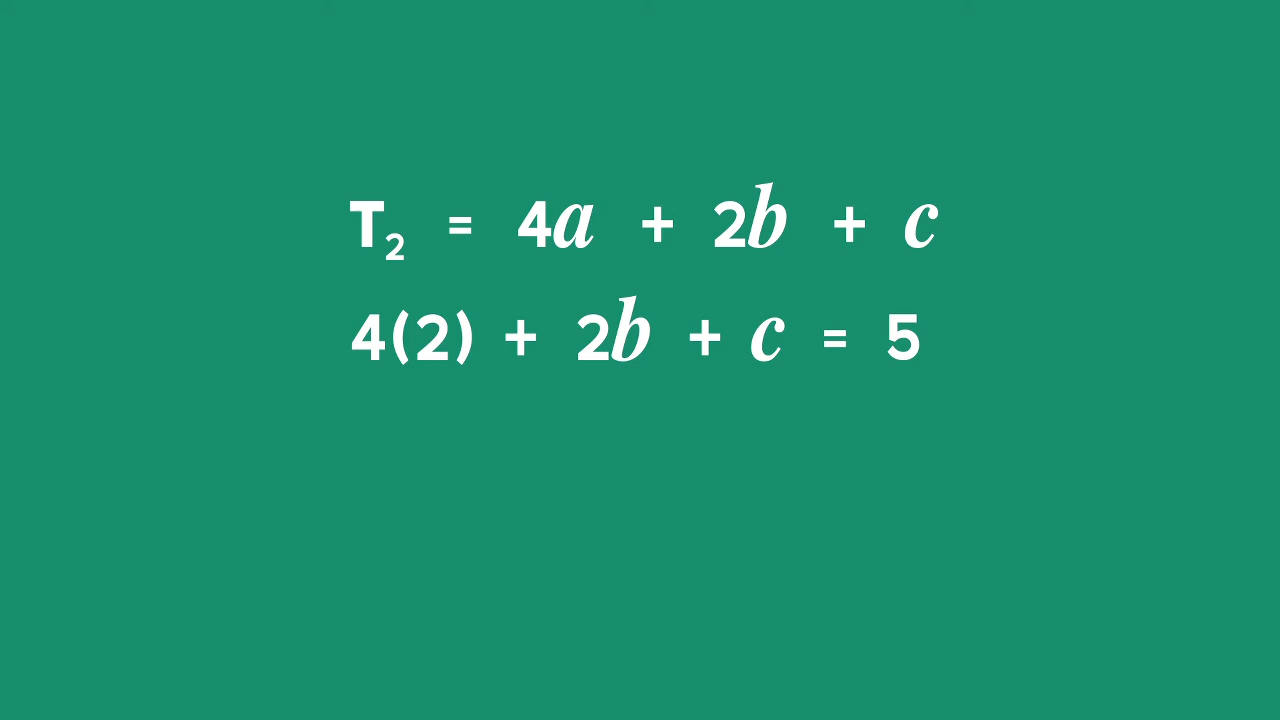 T₂ = 4a + 2b + c
4(2) + 2b + c = 5